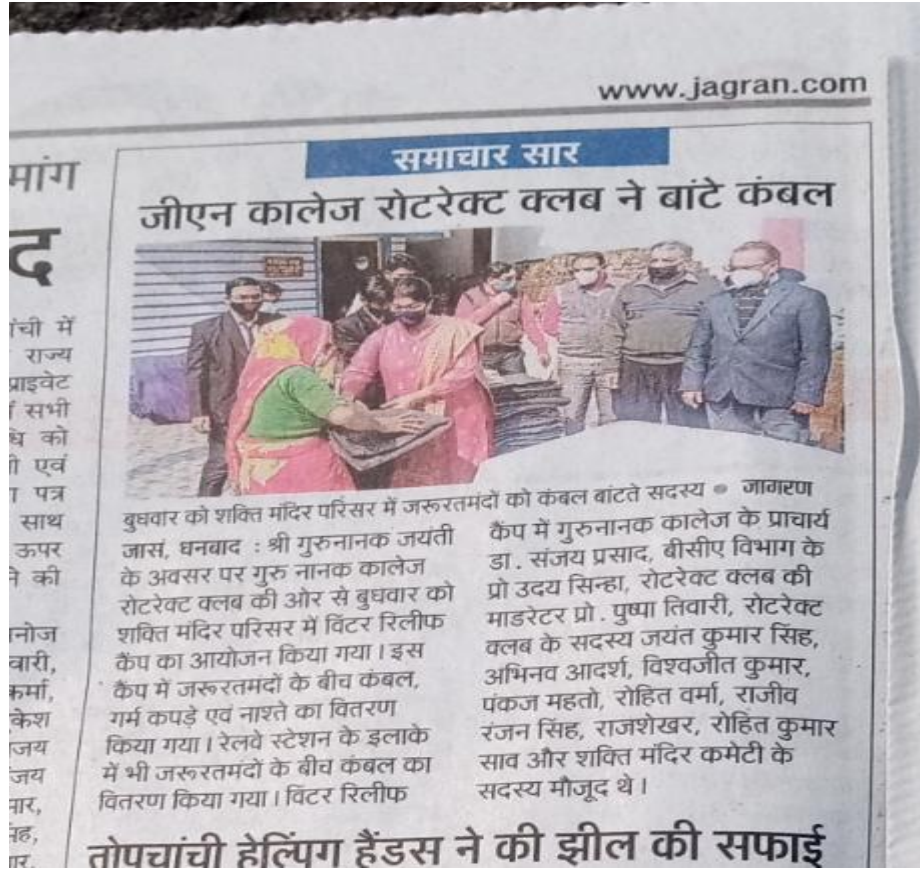 www.jagran.com
मांग
द
रांची में
राज्य
प्राइवेट
सभी
को
एवं
पत्र
साथ
ऊपर
की
समाचार सार
जीएन कालेज रोटरेक्ट क्लब ने बांटे कंबल
बुधवार को शक्ति मंदिर परिसर में जरूरतमंदों को कंबल बांटते सदस्य ● जागरण
जासं, धनबाद : श्री गुरुनानक जयंती
के अवसर पर गुरु नानक कालेज
रोटरेक्ट क्लब की ओर से बुधवार को
शक्ति मंदिर परिसर में विंटर रिलीफ
कैंप का आयोजन किया गया। इस
कैंप में जरूरतमंदों के बीच कंबल,
गर्म कपड़े एवं नाश्ते का वितरण
किया गया। रेलवे स्टेशन के इलाके
में भी जरूरतमंदों के बीच कंबल का
वितरण किया गया। विंटर रिलीफ
कैंप में गुरुनानक कालेज के प्राचार्य
डा. संजय प्रसाद, बीसीए विभाग के
प्रो उदय सिन्हा, रोटरेक्ट क्लब की
माडरेटर प्रो. पुष्पा तिवारी, रोटरेक्ट
क्लब के सदस्य जयंत कुमार सिंह,
अभिनव आदर्श, विश्वजीत कुमार,
पंकज महतो, रोहित वर्मा, राजीव
रंजन सिंह, राजशेखर, रोहित कुमार
साव और शक्ति मंदिर कमेटी के
सदस्य मौजूद थे।
तोपचांची हेल्पिंग हैंडस ने की झील की सफाई